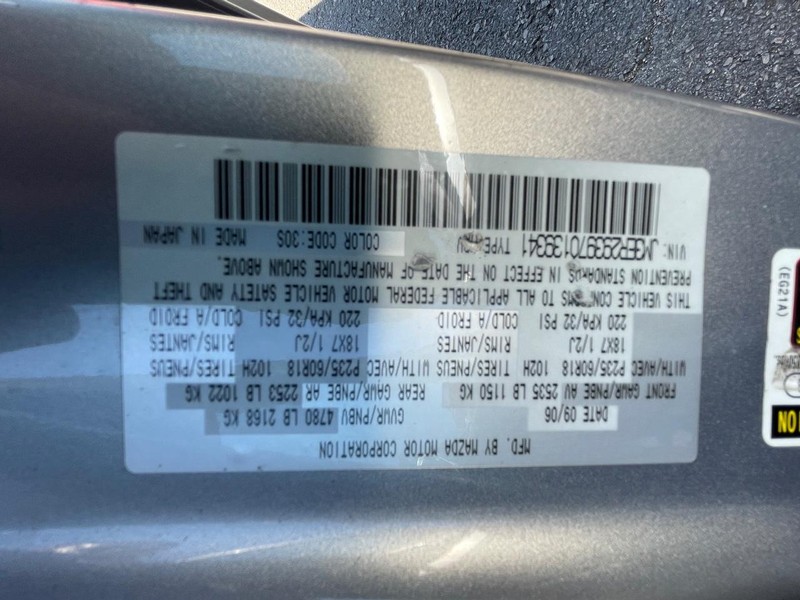 MFD. BY MAZDA MOTOR CORPORATION
DATE 09/06 GVWR/PNBV 4780 LB 2168 KG
FRONT GAWR/PNBE AV 2535 LB 1150 KG REAR GAWR/PNBE AR 2253 LB 1022 KG
WITH/AVEC P235/60R18 102H TIRES/PNEUS WITH/AVEC P235/60R18 102H TIRES/PNEUS
18X7 1/2J RIMS/JANTES 18X7 1/2J RIMS/JANTES
220 KPA/32 PSI COLD/A FROID 220 KPA/32 PSI COLD/A FROID
THIS VEHICLE CONFORMS TO ALL APPLICABLE FEDERAL MOTOR VEHICLE SAFETY AND THEFT
PREVENTION STANDARDS IN EFFECT ON THE DATE OF MANUFACTURE SHOWN ABOVE.
VIN: JM3ER293970139341 TYPE:MPV COLOR CODE:30S MADE IN JAPAN
(EG21A)
ION